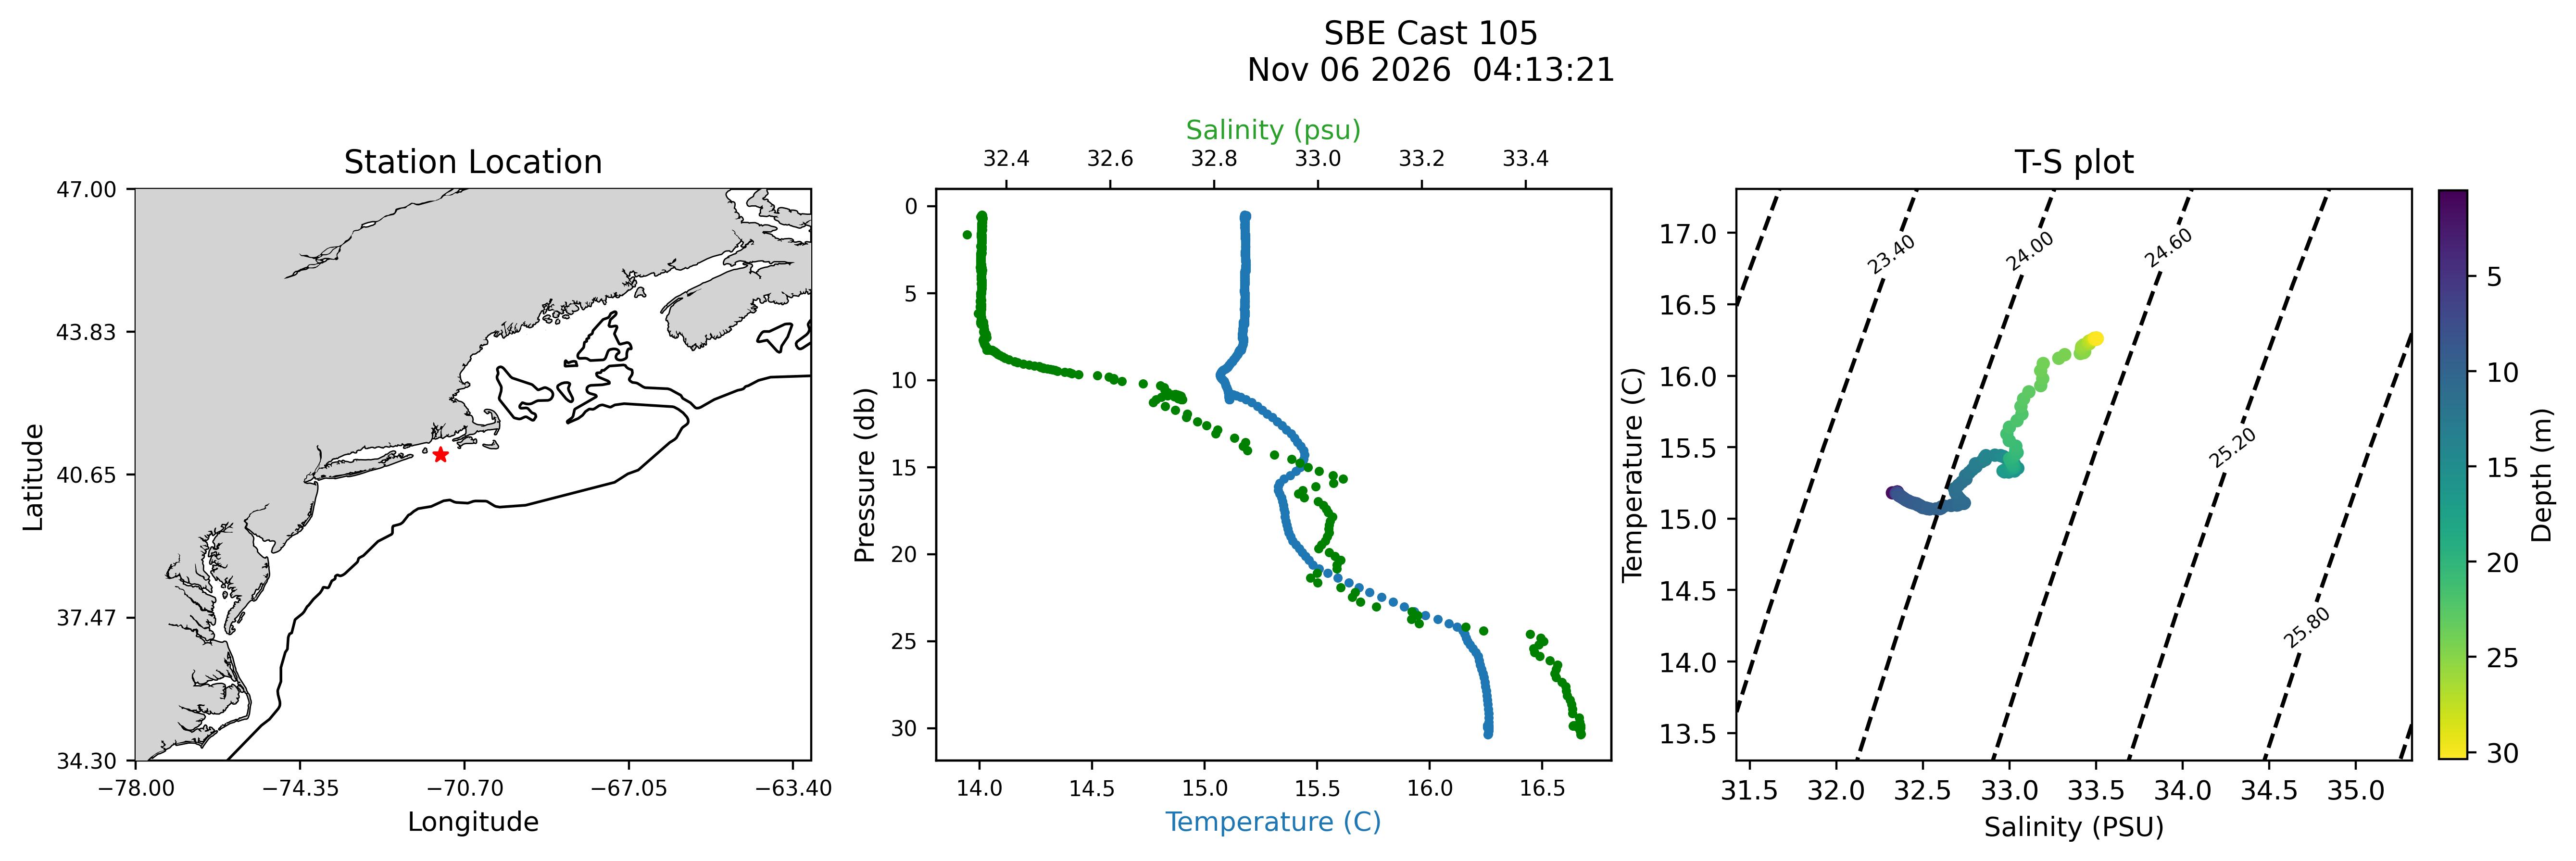 SBE Cast 105
Nov 06 2026  04:13:21
Station Location
47.00
43.83
40.65
37.47
34.30
Latitude
−78.00 −74.35 −70.70 −67.05 −63.40
Longitude
Salinity (psu)
32.4 32.6 32.8 33.0 33.2 33.4
0
5
10
15
20
25
30
Pressure (db)
14.0 14.5 15.0 15.5 16.0 16.5
Temperature (C)
T-S plot
17.0
16.5
16.0
15.5
15.0
14.5
14.0
13.5
Temperature (C)
23.40
24.00
24.60
25.20
25.80
31.5 32.0 32.5 33.0 33.5 34.0 34.5 35.0
Salinity (PSU)
5
10
15
20
25
30
Depth (m)